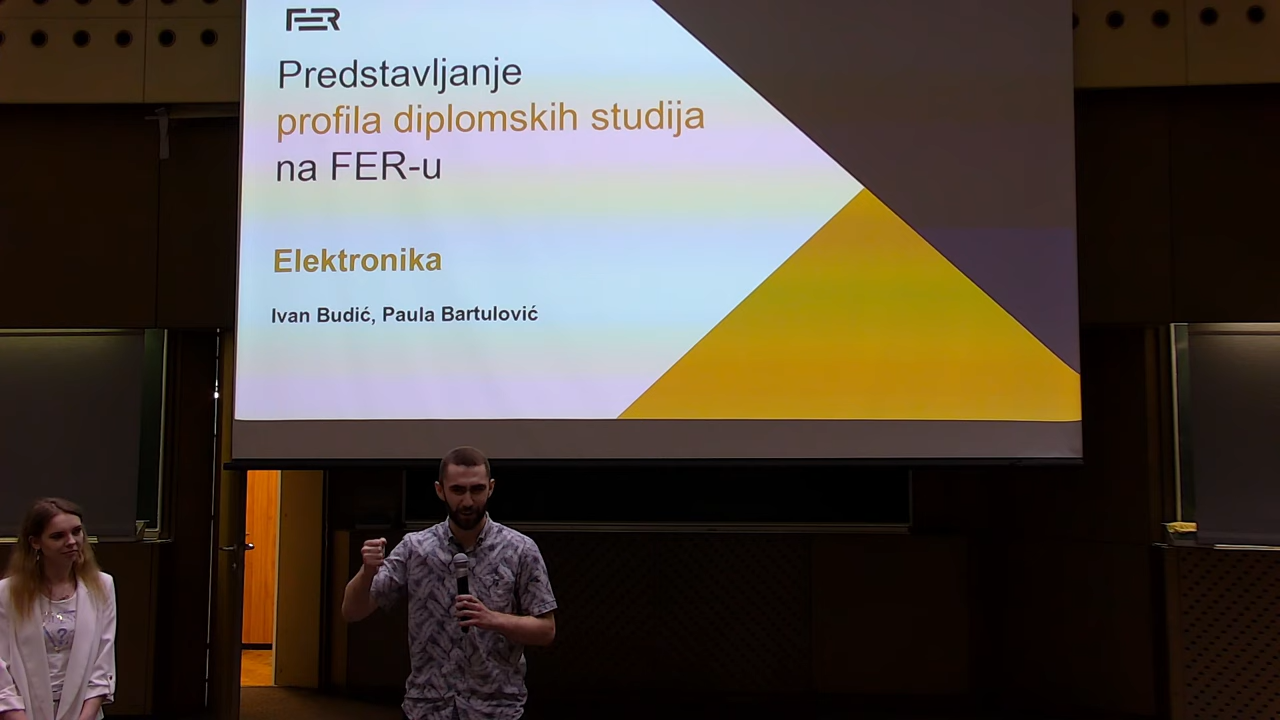 FER
Predstavljanje
profila diplomskih studija
na FER-u
Elektronika
Ivan Budić, Paula Bartulović
?